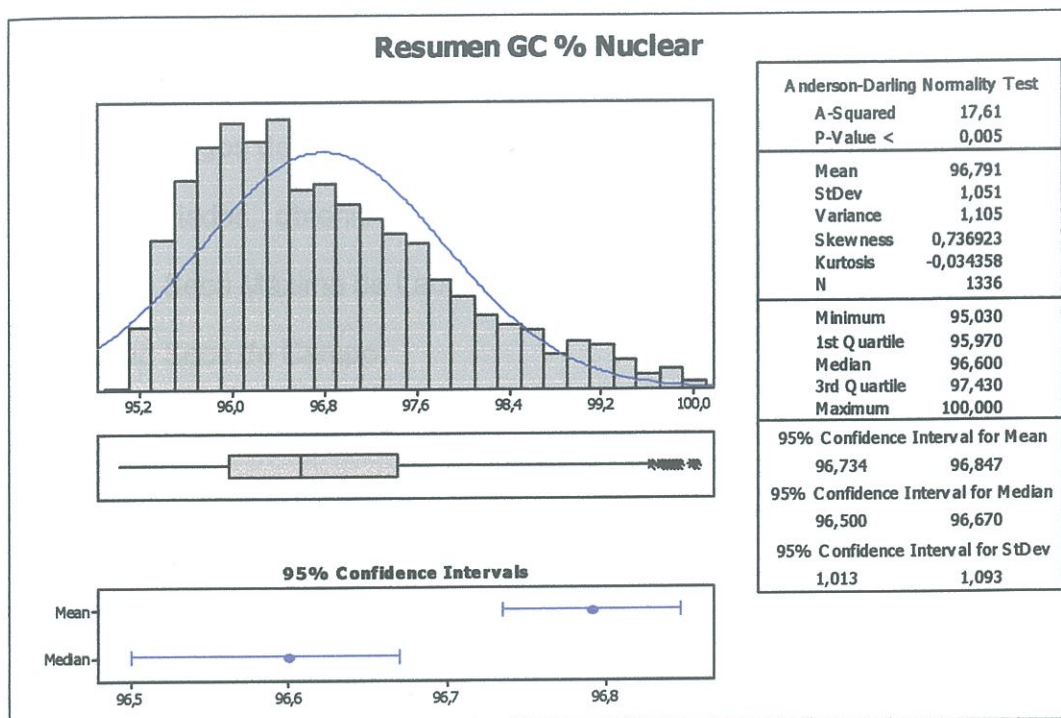 Resumen GC % Nuclear
95,2 96,0 96,8 97,6 98,4 99,2 100,0
95% Confidence Intervals
Mean
Median
96,5 96,6 96,7 96,8
Anderson-Darling Normality Test
A-Squared 17,61
P-Value < 0,005
Mean 96,791
StDev 1,051
Variance 1,105
Skewness 0,736923
Kurtosis -0,034358
N 1336
Minimum 95,030
1st Quartile 95,970
Median 96,600
3rd Quartile 97,430
Maximum 100,000
95% Confidence Interval for Mean
96,734 96,847
95% Confidence Interval for Median
96,500 96,670
95% Confidence Interval for StDev
1,013 1,093